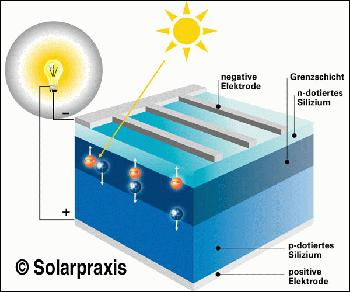 negative
Elektrode
Grenzschicht
n-dotiertes
Silizium
−
+
p-dotiertes
Silizium
positive
Elektrode
© Solarpraxis